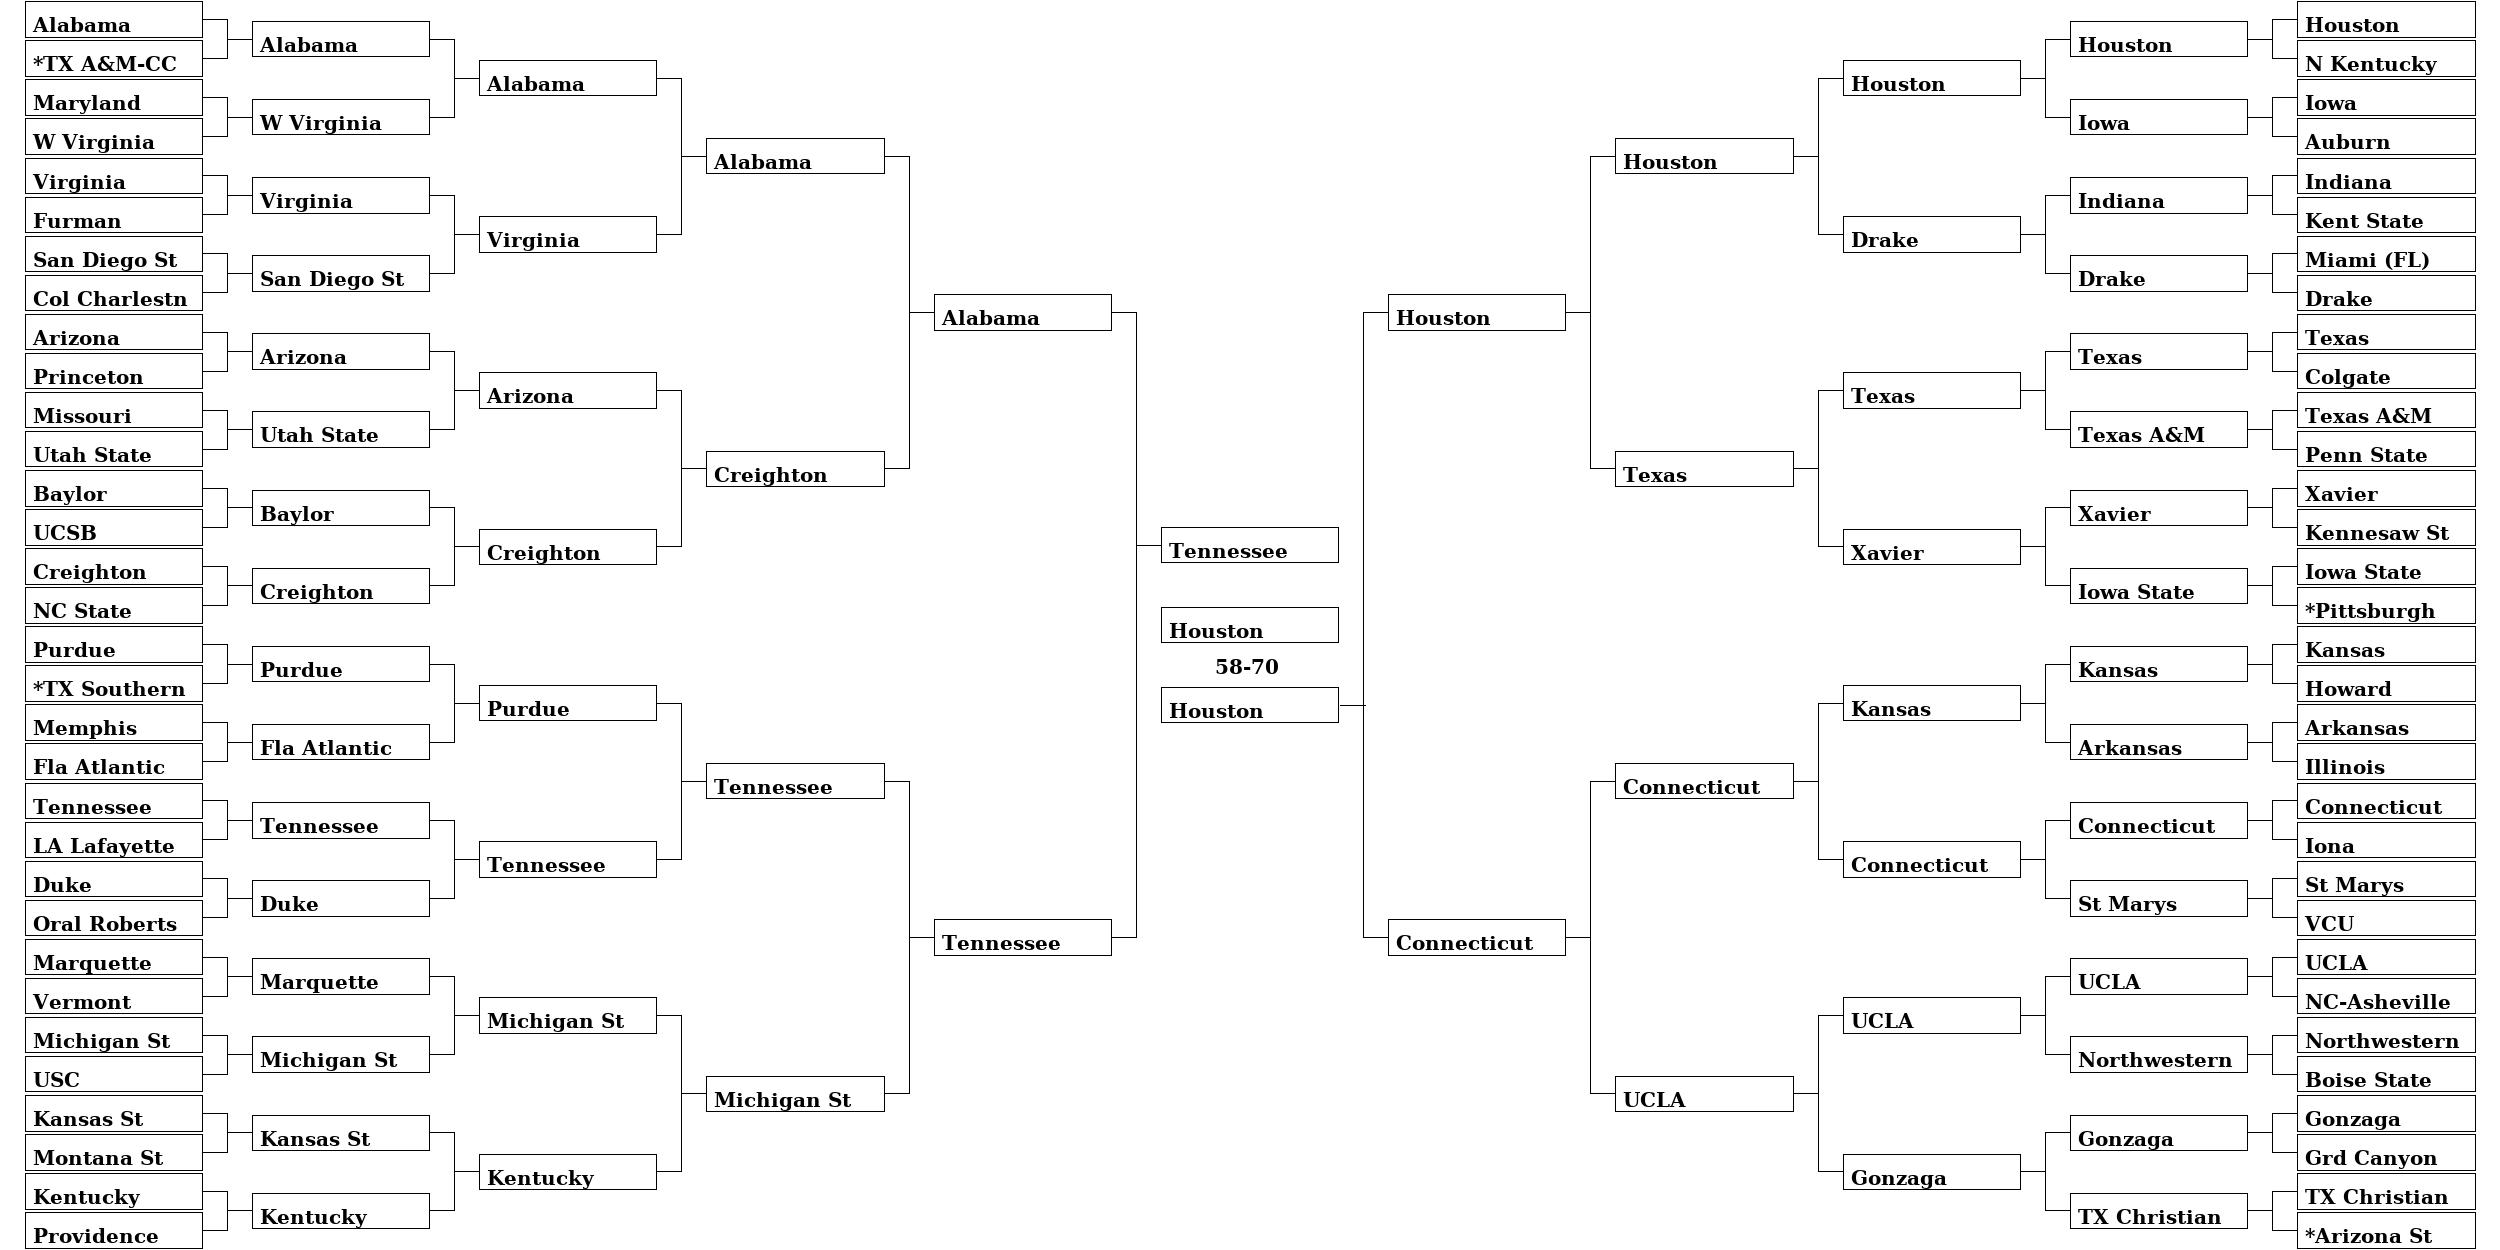 Alabama
*TX A&M-CC
Maryland
W Virginia
Virginia
Furman
San Diego St
Col Charlestn
Arizona
Princeton
Missouri
Utah State
Baylor
UCSB
Creighton
NC State
Purdue
*TX Southern
Memphis
Fla Atlantic
Tennessee
LA Lafayette
Duke
Oral Roberts
Marquette
Vermont
Michigan St
USC
Kansas St
Montana St
Kentucky
Providence
Alabama
W Virginia
Virginia
San Diego St
Arizona
Utah State
Baylor
Creighton
Purdue
Fla Atlantic
Tennessee
Duke
Marquette
Michigan St
Kansas St
Kentucky
Alabama
Virginia
Arizona
Creighton
Purdue
Tennessee
Michigan St
Kentucky
Alabama
Creighton
Tennessee
Michigan St
Alabama
Tennessee
Tennessee
Houston
58-70
Houston
Houston
Connecticut
Houston
Texas
Connecticut
UCLA
Houston
Drake
Texas
Xavier
Kansas
Connecticut
UCLA
Gonzaga
Houston
Iowa
Indiana
Drake
Texas
Texas A&M
Xavier
Iowa State
Kansas
Arkansas
Connecticut
St Marys
UCLA
Northwestern
Gonzaga
TX Christian
Houston
N Kentucky
Iowa
Auburn
Indiana
Kent State
Miami (FL)
Drake
Texas
Colgate
Texas A&M
Penn State
Xavier
Kennesaw St
Iowa State
*Pittsburgh
Kansas
Howard
Arkansas
Illinois
Connecticut
Iona
St Marys
VCU
UCLA
NC-Asheville
Northwestern
Boise State
Gonzaga
Grd Canyon
TX Christian
*Arizona St